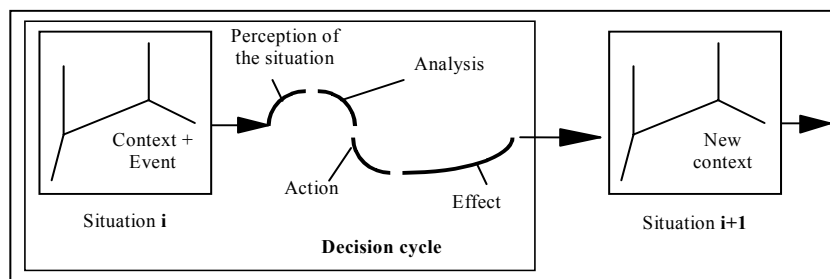 Perception of
the situation
Analysis
Context +
Event
Action
Effect
Situation i
Decision cycle
New
context
Situation i+1